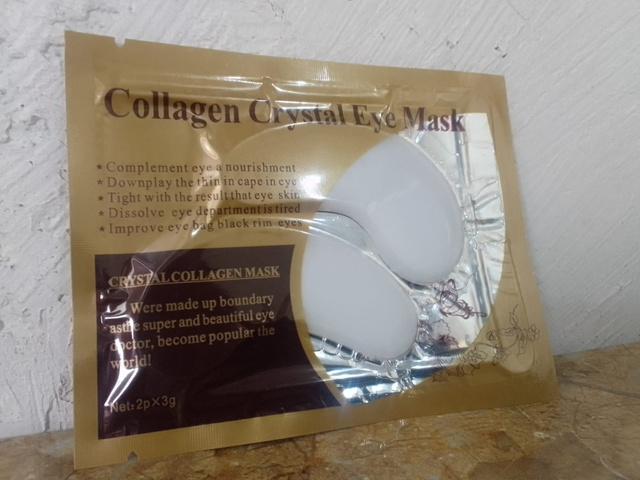 Collagen Crystal Eye Mask
★ Complement eye a nourishment
★ Downplay the thin in cape in eye
★ Tight with the result that eye skin
★ Dissolve eye department is tired
★ Improve eye bag black rim eyes
CRYSTAL COLLAGEN MASK
Were made up boundary
asthe super and beautiful eye
doctor, become popular the
world!
Net:2p×3g